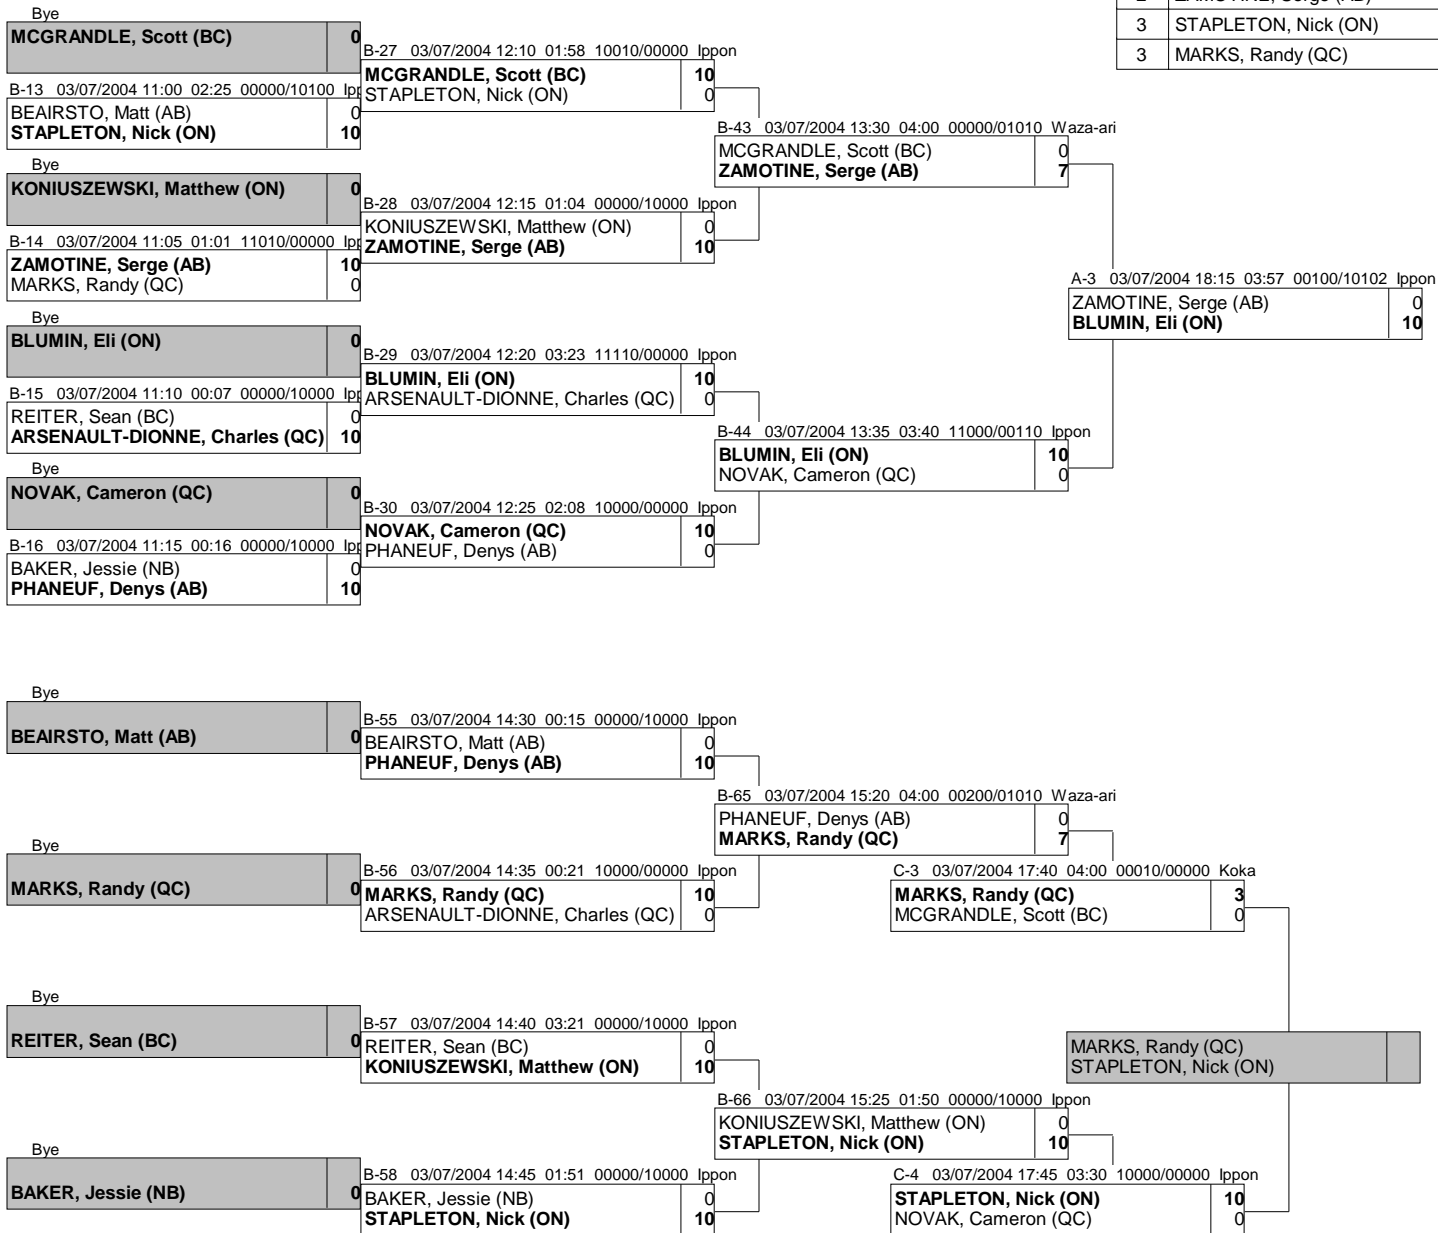 2 ZAMOTINE, Serge (AB)
3 STAPLETON, Nick (ON)
3 MARKS, Randy (QC)
Bye
MCGRANDLE, Scott (BC) 0
B-13 03/07/2004 11:00 02:25 00000/10100 Ipp
BEAIRSTO, Matt (AB) 0
STAPLETON, Nick (ON) 10
Bye
KONIUSZEWSKI, Matthew (ON) 0
B-14 03/07/2004 11:05 01:01 11010/00000 Ipp
ZAMOTINE, Serge (AB) 10
MARKS, Randy (QC) 0
Bye
BLUMIN, Eli (ON) 0
B-15 03/07/2004 11:10 00:07 00000/10000 Ipp
REITER, Sean (BC) 0
ARSENAULT-DIONNE, Charles (QC) 10
Bye
NOVAK, Cameron (QC) 0
B-16 03/07/2004 11:15 00:16 00000/10000 Ipp
BAKER, Jessie (NB) 0
PHANEUF, Denys (AB) 10
B-27 03/07/2004 12:10 01:58 10010/00000 Ippon
MCGRANDLE, Scott (BC) 10
STAPLETON, Nick (ON) 0
B-28 03/07/2004 12:15 01:04 00000/10000 Ippon
KONIUSZEWSKI, Matthew (ON) 0
ZAMOTINE, Serge (AB) 10
B-29 03/07/2004 12:20 03:23 11110/00000 Ippon
BLUMIN, Eli (ON) 10
ARSENAULT-DIONNE, Charles (QC) 0
B-30 03/07/2004 12:25 02:08 10000/00000 Ippon
NOVAK, Cameron (QC) 10
PHANEUF, Denys (AB) 0
B-43 03/07/2004 13:30 04:00 00000/01010 Waza-ari
MCGRANDLE, Scott (BC) 0
ZAMOTINE, Serge (AB) 7
B-44 03/07/2004 13:35 03:40 11000/00110 Ippon
BLUMIN, Eli (ON) 10
NOVAK, Cameron (QC) 0
A-3 03/07/2004 18:15 03:57 00100/10102 Ippon
ZAMOTINE, Serge (AB) 0
BLUMIN, Eli (ON) 10
Bye
BEAIRSTO, Matt (AB) 0
Bye
MARKS, Randy (QC) 0
Bye
REITER, Sean (BC) 0
Bye
BAKER, Jessie (NB) 0
B-55 03/07/2004 14:30 00:15 00000/10000 Ippon
BEAIRSTO, Matt (AB) 0
PHANEUF, Denys (AB) 10
B-56 03/07/2004 14:35 00:21 10000/00000 Ippon
MARKS, Randy (QC) 10
ARSENAULT-DIONNE, Charles (QC) 0
B-57 03/07/2004 14:40 03:21 00000/10000 Ippon
REITER, Sean (BC) 0
KONIUSZEWSKI, Matthew (ON) 10
B-58 03/07/2004 14:45 01:51 00000/10000 Ippon
BAKER, Jessie (NB) 0
STAPLETON, Nick (ON) 10
B-65 03/07/2004 15:20 04:00 00200/01010 Waza-ari
PHANEUF, Denys (AB) 0
MARKS, Randy (QC) 7
B-66 03/07/2004 15:25 01:50 00000/10000 Ippon
KONIUSZEWSKI, Matthew (ON) 0
STAPLETON, Nick (ON) 10
C-3 03/07/2004 17:40 04:00 00010/00000 Koka
MARKS, Randy (QC) 3
MCGRANDLE, Scott (BC) 0
C-4 03/07/2004 17:45 03:30 10000/00000 Ippon
STAPLETON, Nick (ON) 10
NOVAK, Cameron (QC) 0
MARKS, Randy (QC)
STAPLETON, Nick (ON)